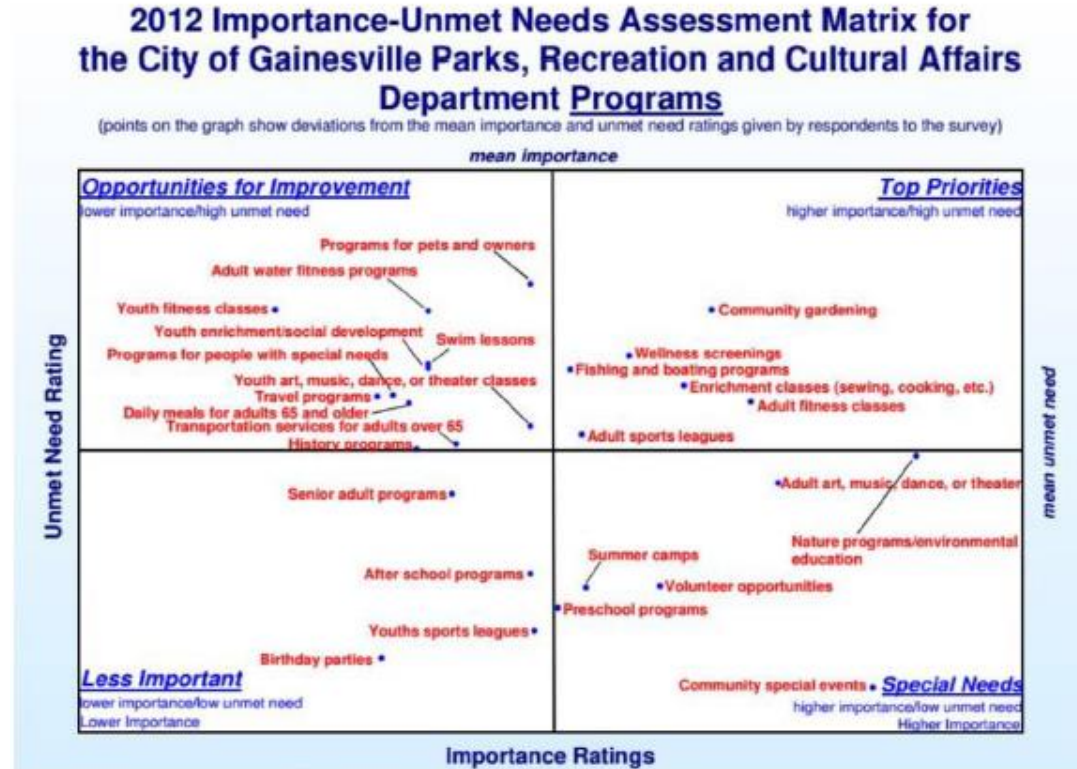 2012 Importance-Unmet Needs Assessment Matrix for
the City of Gainesville Parks, Recreation and Cultural Affairs
Department Programs
(points on the graph show deviations from the mean importance and unmet need ratings given by respondents to the survey)
mean importance
Opportunities for Improvement
lower importance/high unmet need
Top Priorities
higher importance/high unmet need
Programs for pets and owners
Adult water fitness programs
Youth fitness classes
Youth enrichment/social development
Swim lessons
Programs for people with special needs
Youth art, music, dance, or theater classes
Travel programs
Daily meals for adults 65 and older
Transportation services for adults over 65
History programs
Community gardening
Wellness screenings
Fishing and boating programs
Enrichment classes (sewing, cooking, etc.)
Adult fitness classes
Adult sports leagues
Unmet Need Rating
mean unmet need
Senior adult programs
After school programs
Youths sports leagues
Birthday parties
Less Important
lower importance/low unmet need
Lower Importance
Adult art, music, dance, or theater
Nature programs/environmental
education
Summer camps
Volunteer opportunities
Preschool programs
Community special events
Special Needs
higher importance/low unmet need
Higher Importance
Importance Ratings